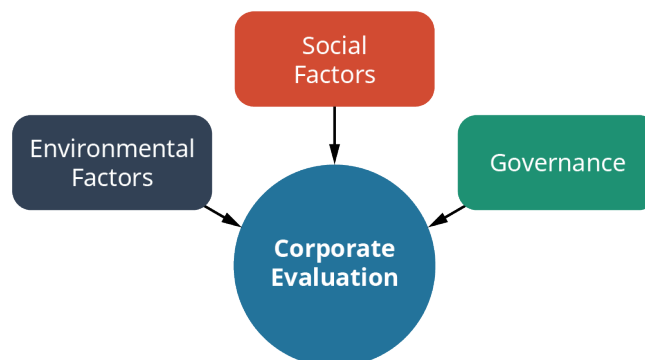 Social
Factors
Environmental
Factors
Governance
Corporate
Evaluation